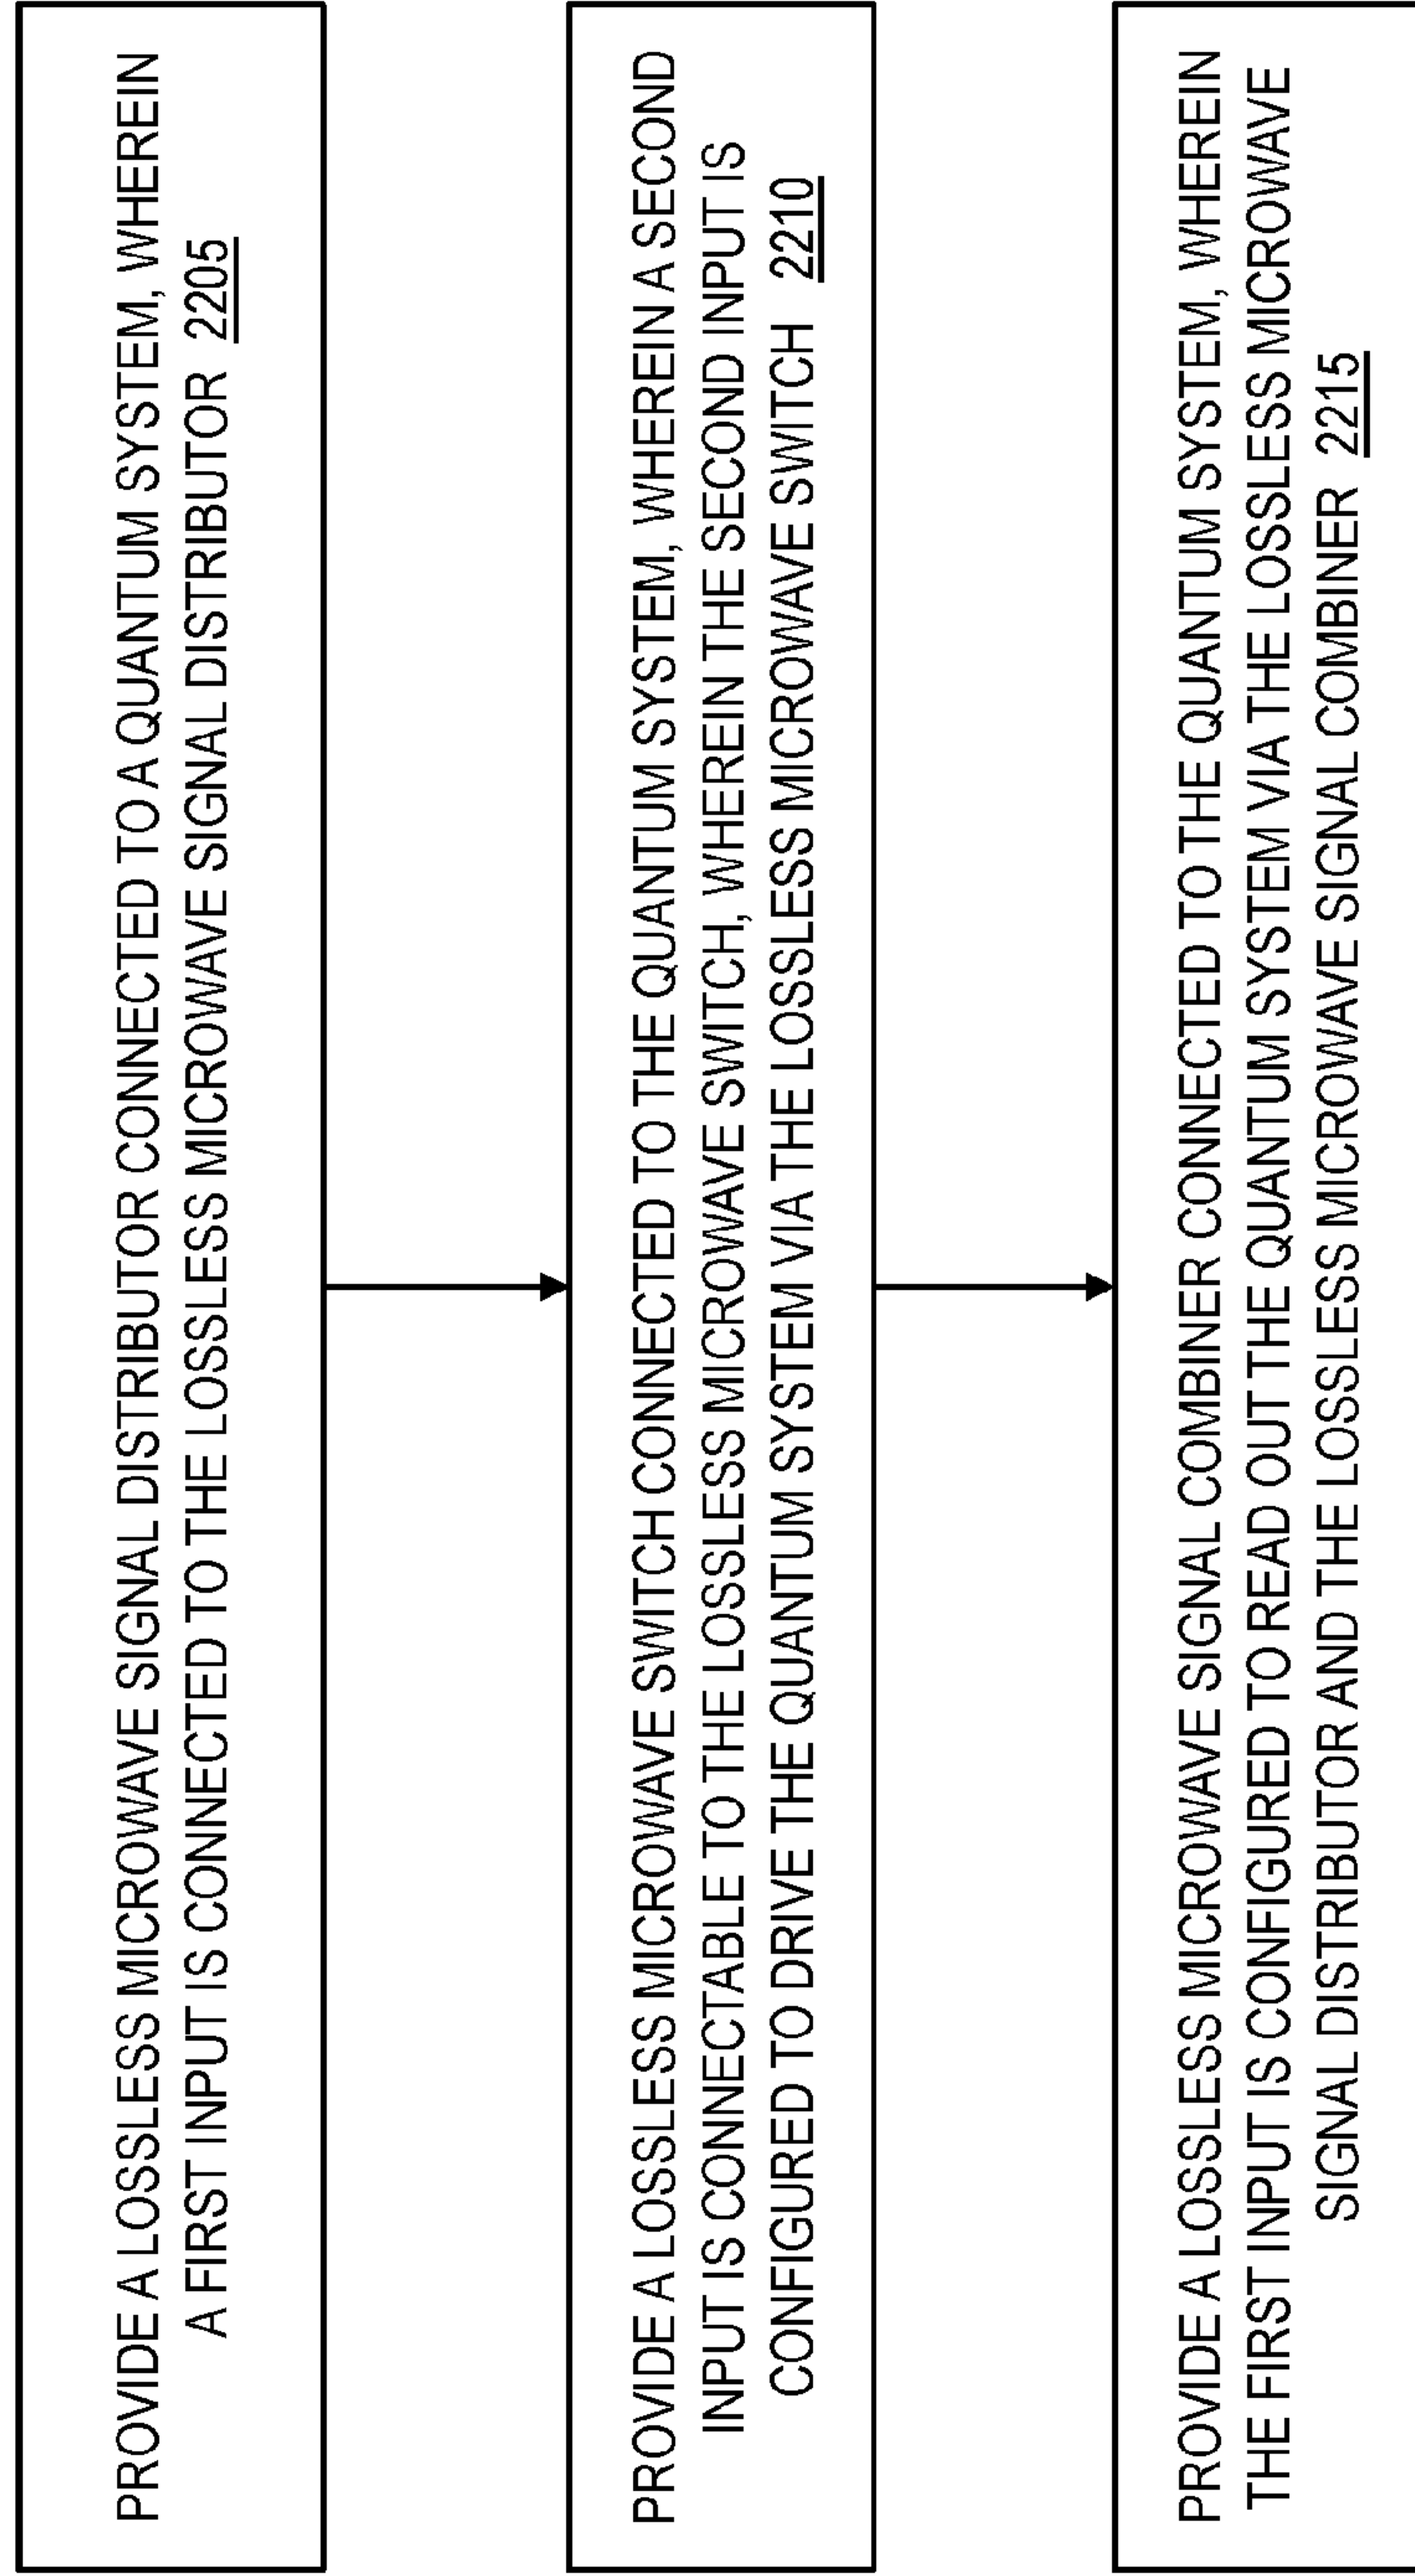 PROVIDE A LOSSLESS MICROWAVE SIGNAL DISTRIBUTOR CONNECTED TO A QUANTUM SYSTEM, WHEREIN
A FIRST INPUT IS CONNECTED TO THE LOSSLESS MICROWAVE SIGNAL DISTRIBUTOR 2205
PROVIDE A LOSSLESS MICROWAVE SWITCH CONNECTED TO THE QUANTUM SYSTEM, WHEREIN A SECOND
INPUT IS CONNECTABLE TO THE LOSSLESS MICROWAVE SWITCH, WHEREIN THE SECOND INPUT IS
CONFIGURED TO DRIVE THE QUANTUM SYSTEM VIA THE LOSSLESS MICROWAVE SWITCH 2210
PROVIDE A LOSSLESS MICROWAVE SIGNAL COMBINER CONNECTED TO THE QUANTUM SYSTEM, WHEREIN
THE FIRST INPUT IS CONFIGURED TO READ OUT THE QUANTUM SYSTEM VIA THE LOSSLESS MICROWAVE
SIGNAL DISTRIBUTOR AND THE LOSSLESS MICROWAVE SIGNAL COMBINER 2215